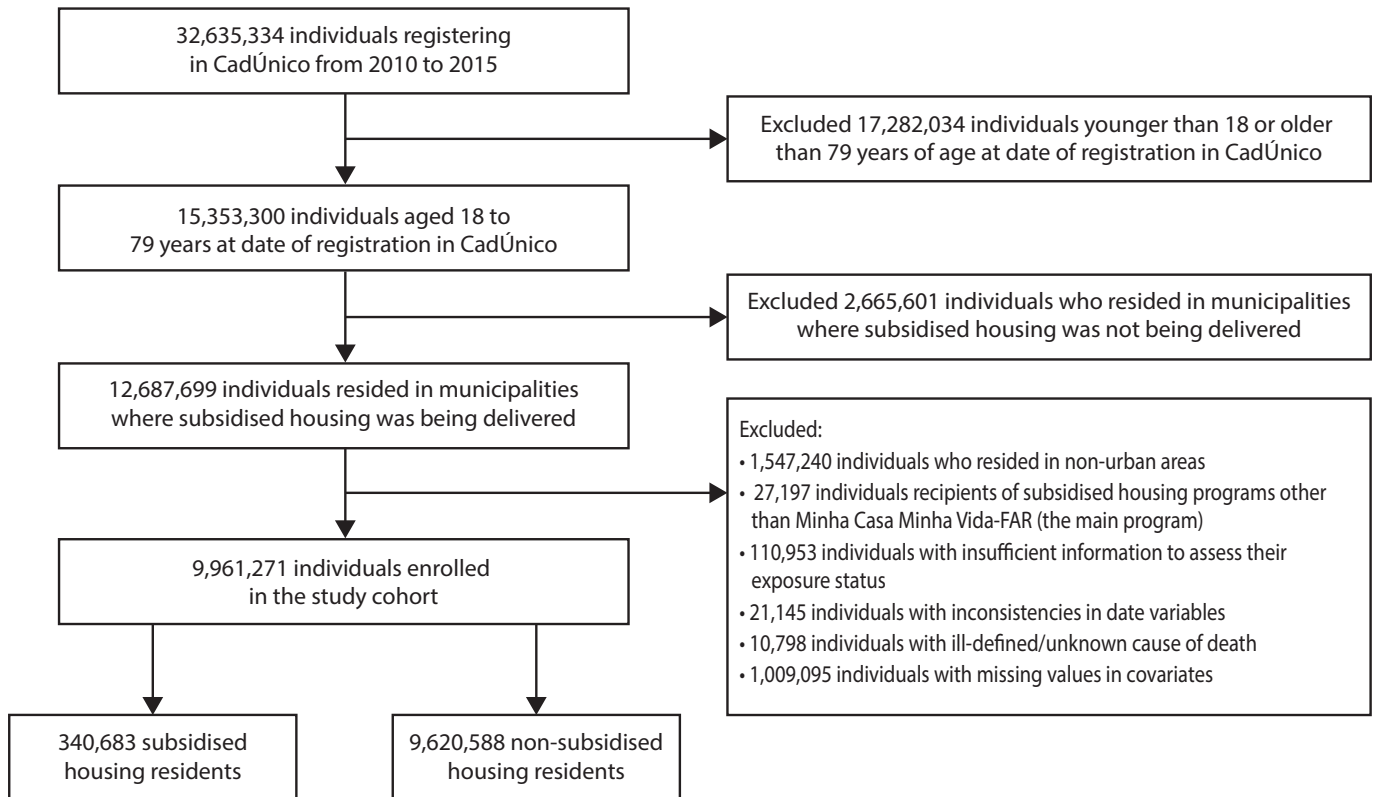 32,635,334 individuals registering
in CadÚnico from 2010 to 2015
Excluded 17,282,034 individuals younger than 18 or older
than 79 years of age at date of registration in CadÚnico
15,353,300 individuals aged 18 to
79 years at date of registration in CadÚnico
Excluded 2,665,601 individuals who resided in municipalities
where subsidised housing was not being delivered
12,687,699 individuals resided in municipalities
where subsidised housing was being delivered
Excluded:
• 1,547,240 individuals who resided in non-urban areas
• 27,197 individuals recipients of subsidised housing programs other
than Minha Casa Minha Vida-FAR (the main program)
• 110,953 individuals with insufficient information to assess their
exposure status
• 21,145 individuals with inconsistencies in date variables
• 10,798 individuals with ill-defined/unknown cause of death
• 1,009,095 individuals with missing values in covariates
9,961,271 individuals enrolled
in the study cohort
340,683 subsidised
housing residents
9,620,588 non-subsidised
housing residents